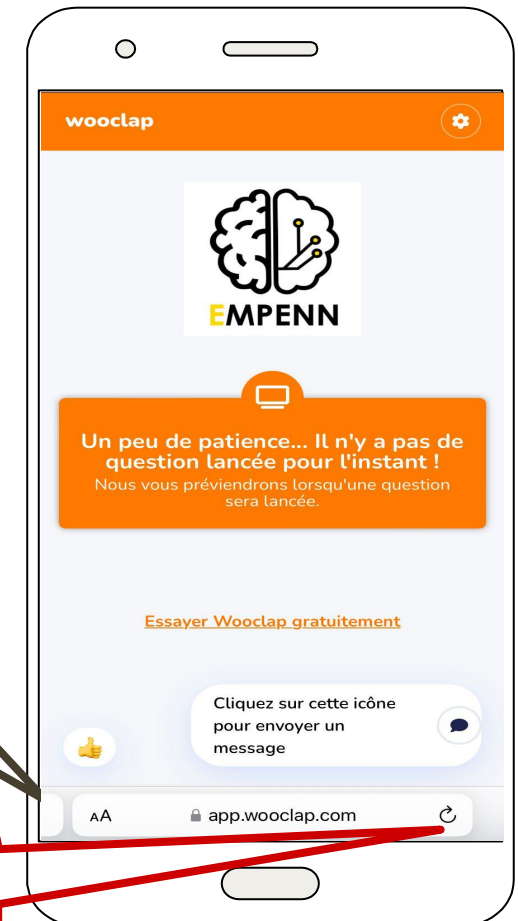 wooclap
EMPENN
Un peu de patience... Il n'y a pas de
question lancée pour l'instant !
Nous vous préviendrons lorsqu'une question
sera lancée.
Essayer Wooclap gratuitement
Cliquez sur cette icône
pour envoyer un
message
AA app.wooclap.com